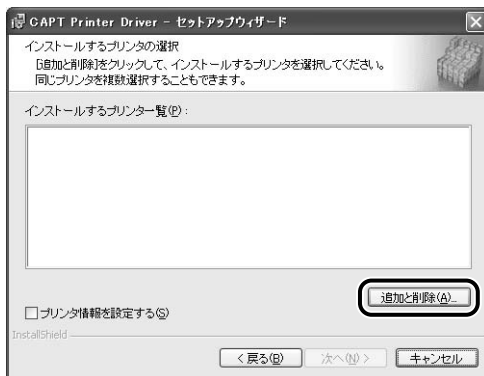 CAPT Printer Driver - セットアップウィザード
インストールするプリンタの選択
[追加と削除]をクリックして、インストールするプリンタを選択してください。
同じプリンタを複数選択することもできます。
インストールするプリンタ一覧(P):
追加と削除(A)...
プリンタ情報を設定する(S)
InstallShield
< 戻る(B)
次へ(N) >
キャンセル